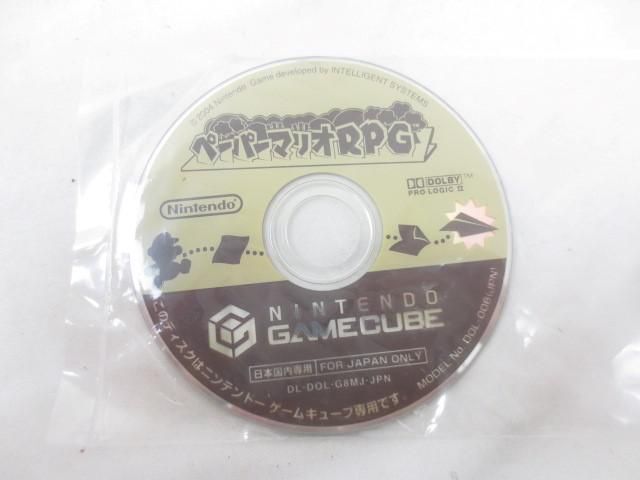 © 2004 Nintendo Game developed by INTELLIGENT SYSTEMS
ペーパーマリオRPG
Nintendo
DOLBY™
PRO LOGIC II
NINTENDO
GAMECUBE
日本国内専用 FOR JAPAN ONLY
DL-DOL-G8MJ-JPN
MODEL No.: DOL-006(JPN)
このディスクはニンテンドーゲームキューブ専用です。